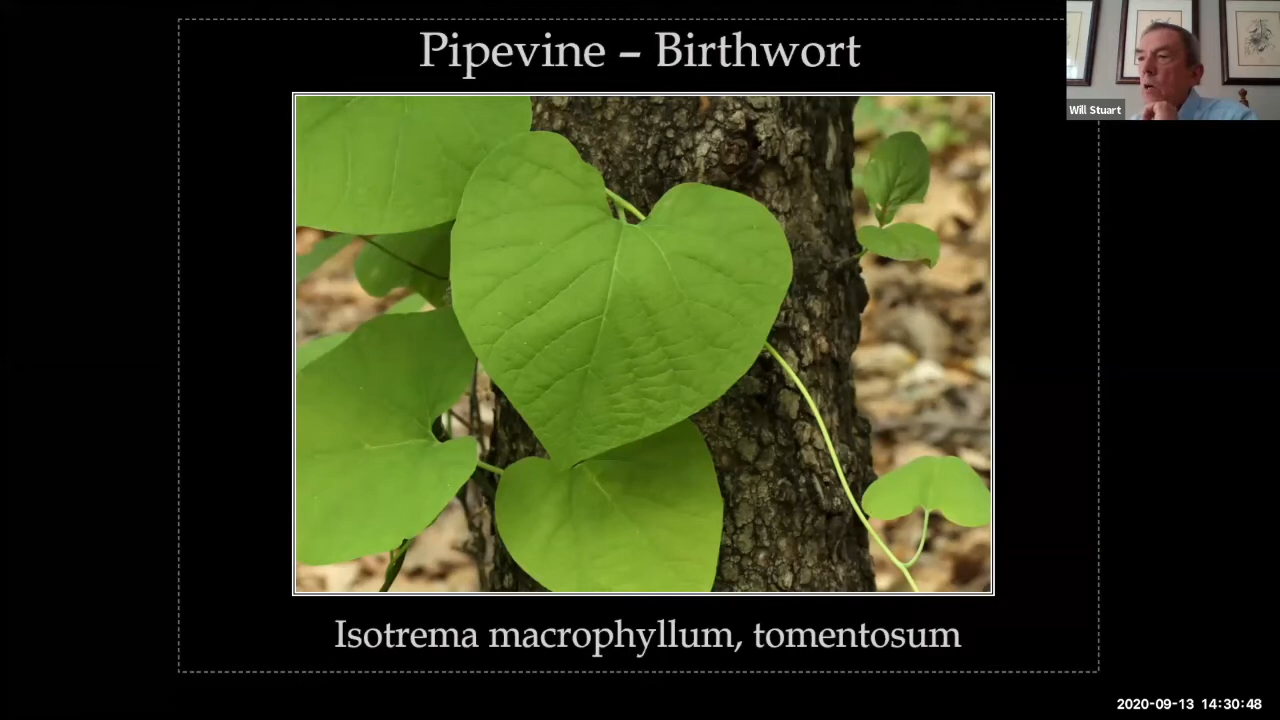 Pipevine – Birthwort
Will Stuart
Isotrema macrophyllum, tomentosum
2020-09-13 14:30:48